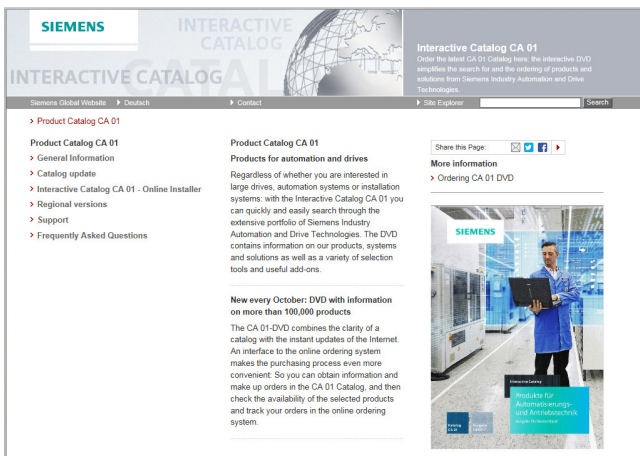 SIEMENS
INTERACTIVE
CATALOG
INTERACTIVE CATALOG
CATAL
Interactive Catalog CA 01
Order the latest CA 01 Catalog here: the interactive DVD
simplifies the search for and the ordering of products and
solutions from Siemens Industry Automation and Drive
Technologies.
Siemens Global Website Deutsch Contact Site Explorer Search
Product Catalog CA 01
Product Catalog CA 01
General Information
Catalog update
Interactive Catalog CA 01 - Online Installer
Regional versions
Support
Frequently Asked Questions
Product Catalog CA 01
Products for automation and drives
Regardless of whether you are interested in
large drives, automation systems or installation
systems: with the Interactive Catalog CA 01 you
can quickly and easily search through the
extensive portfolio of Siemens Industry
Automation and Drive Technologies. The DVD
contains information on our products, systems
and solutions as well as a variety of selection
tools and useful add-ons.
New every October: DVD with information
on more than 100,000 products
The CA 01-DVD combines the clarity of a
catalog with the instant updates of the Internet.
An interface to the online ordering system
makes the purchasing process even more
convenient: So you can obtain information and
make up orders in the CA 01 Catalog, and then
check the availability of the selected products
and track your orders in the online ordering
system.
Share this Page:
More information
Ordering CA 01 DVD
SIEMENS
Interactive Catalog
Produkte für
Automatisierungs-
und Antriebstechnik
Ausgabe für Deutschland
Katalog
CA 01
Ausgabe